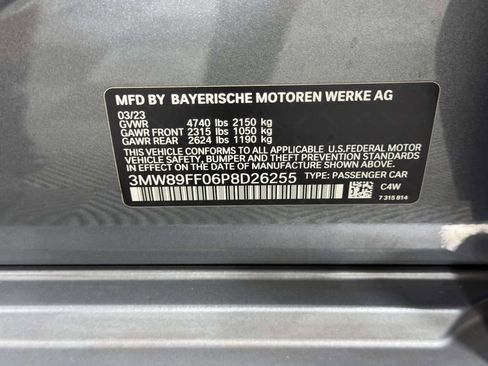 MFD BY BAYERISCHE MOTOREN WERKE AG
03/23
GVWR 4740 lbs 2150 kg
GAWR FRONT 2315 lbs 1050 kg
GAWR REAR 2624 lbs 1190 kg
THIS VEHICLE CONFORMS TO ALL APPLICABLE U.S.FEDERAL MOTOR
VEHICLE SAFETY, BUMPER, AND THEFT PREVENTION STANDARDS IN
EFFECT ON THE DATE OF MANUFACTURE SHOWN ABOVE.
3MW89FF06P8D26255 TYPE: PASSENGER CAR
C4W
7 315 814